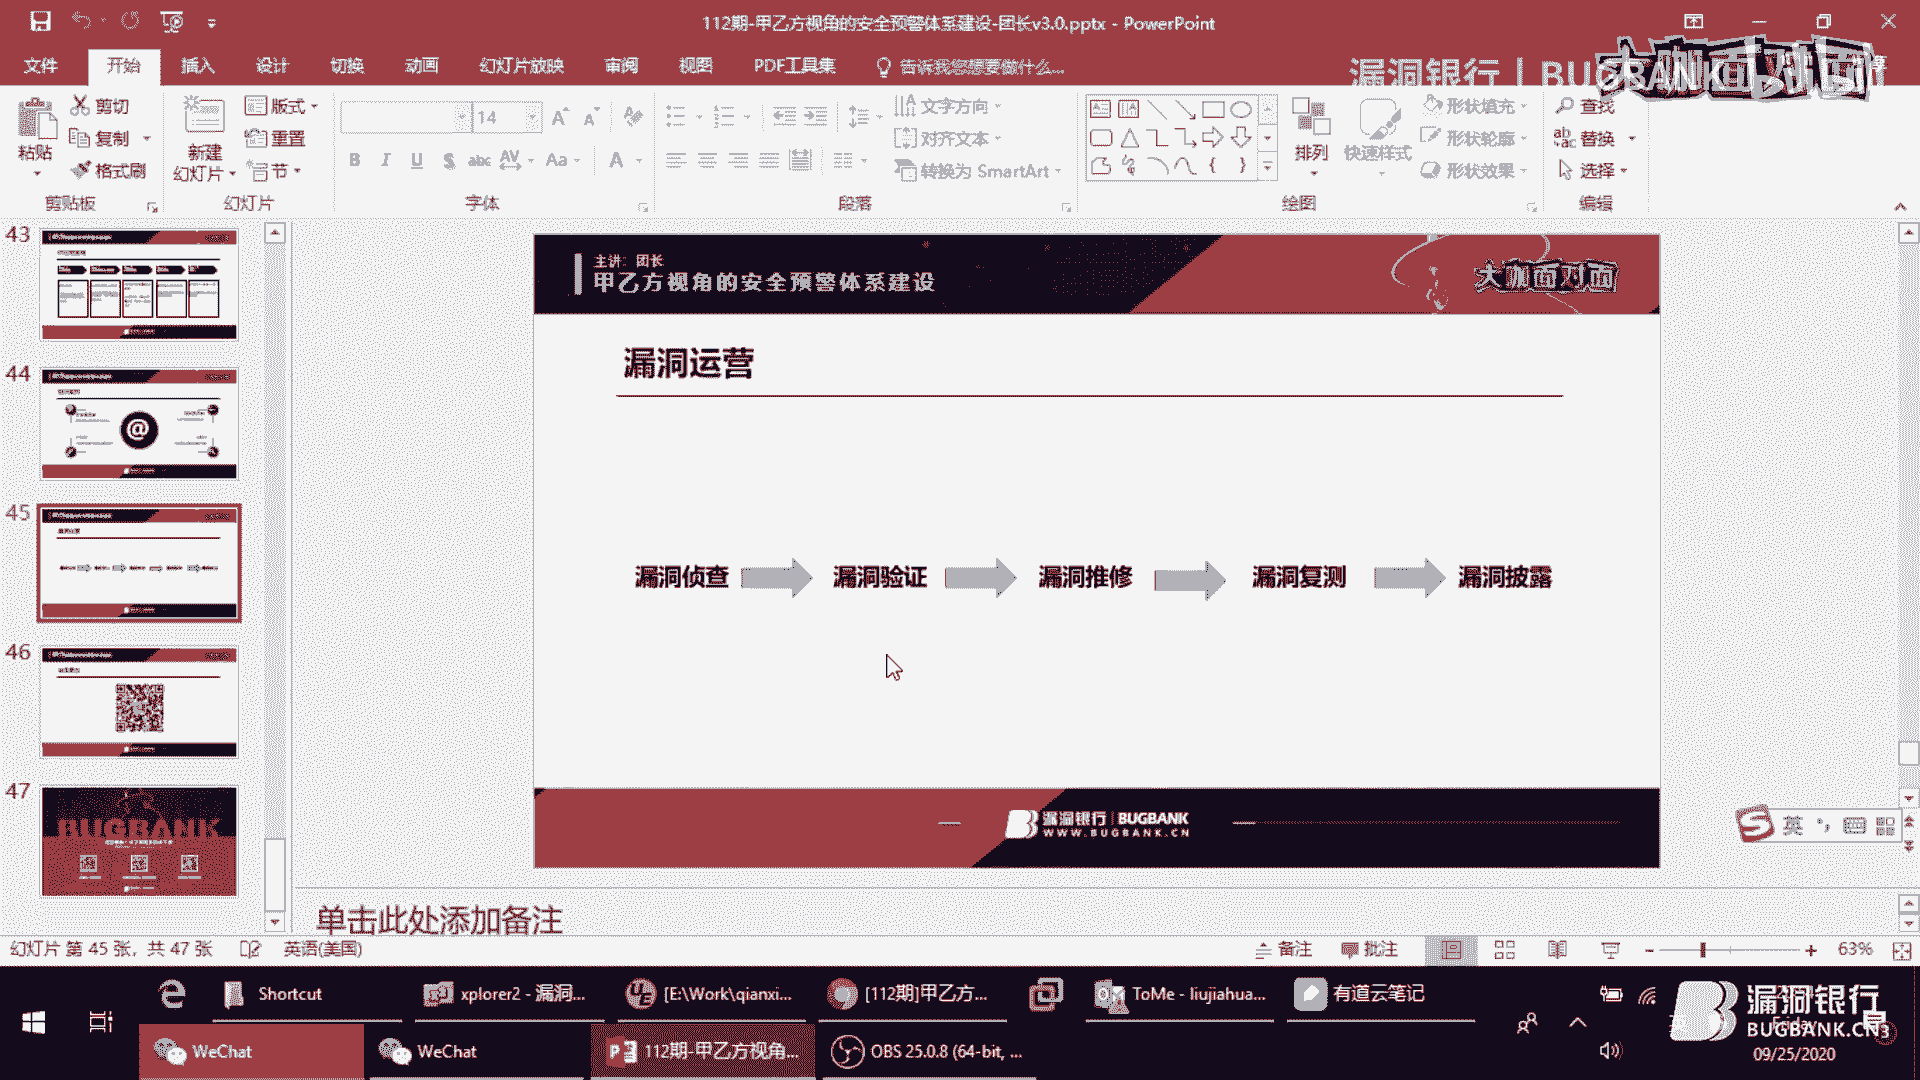 112期-甲乙方视角的安全预警体系建设-团长v3.0.pptx - PowerPoint
文件 开始 插入 设计 切换 动画 幻灯片放映 审阅 视图 PDF工具集 告诉我您想要做什么...
漏洞银行 | BUGBANK
大咖面对面
粘贴 剪切 复制 格式刷 剪贴板
新建幻灯片 版式 重置 节 幻灯片
14
B I U S abc AV Aa A
字体
文字方向
对齐文本
转换为 SmartArt
段落
排列 快速样式 形状填充 形状轮廓 形状效果
绘图
查找
替换
选择
编辑
43
44
@
45
46
47
BUGBANK
主讲：团长
甲乙方视角的安全预警体系建设
大咖面对面
漏洞运营
漏洞侦查 漏洞验证 漏洞推修 漏洞复测 漏洞披露
漏洞银行 | BUGBANK
WWW.BUGBANK.CN
英
单击此处添加备注
幻灯片 第 45 张，共 47 张 英语(美国) 备注 批注 63%
Shortcut xplorer2 - 漏洞... [E:\Work\qianxi... [112期]甲乙方... ToMe - liujiahua... 有道云笔记
WeChat WeChat 112期-甲乙方视角... OBS 25.0.8 (64-bit, ...
漏洞银行
BUGBANK.CN
09/25/2020